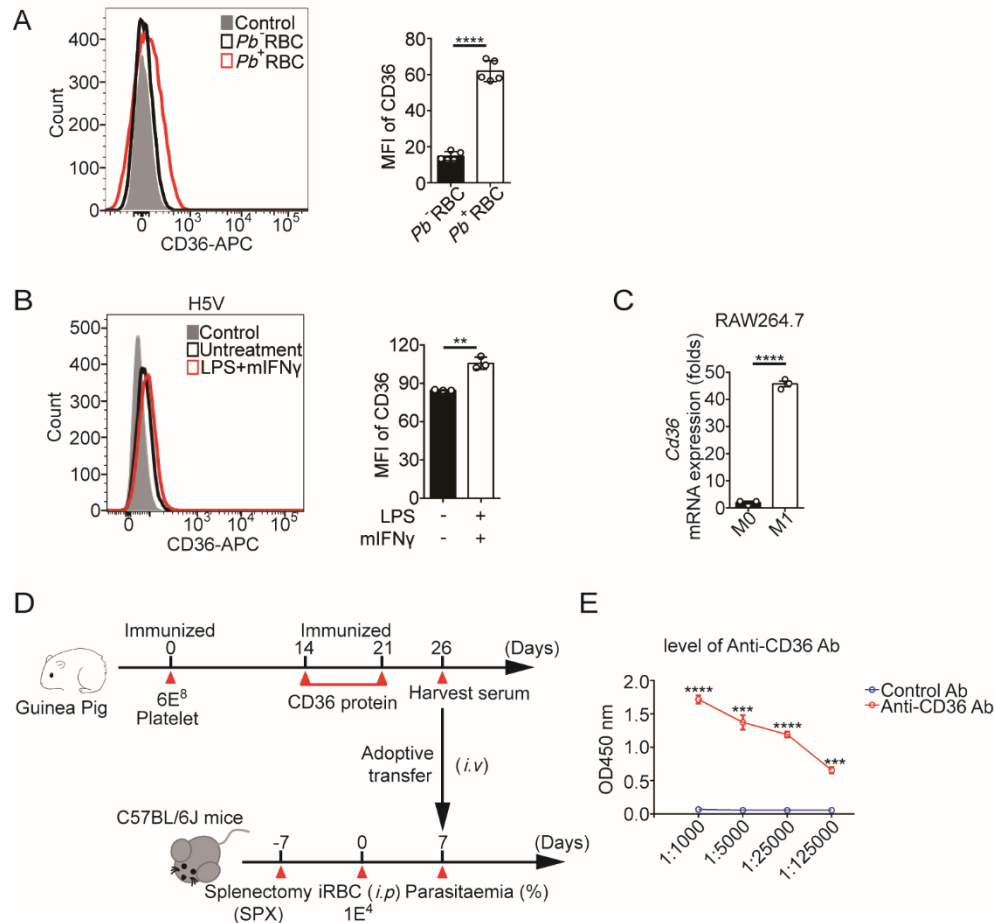 A
Control
Pb⁻RBC
Pb⁺RBC
Count
400
300
200
100
0
0 10³ 10⁴ 10⁵
CD36-APC
MFI of CD36
80
60
40
20
0
****
Pb⁻RBC
Pb⁺RBC
B
H5V
Control
Untreatment
LPS+mIFNγ
Count
500
400
300
200
100
0
0 10³ 10⁴ 10⁵
CD36-APC
MFI of CD36
120
90
60
30
0
**
LPS - +
mIFNγ - +
C
RAW264.7
Cd36
mRNA expression (folds)
50
40
30
20
10
0
****
M0
M1
D
Immunized Immunized
0 14 21 26 (Days)
Guinea Pig
6E⁸
Platelet
CD36 protein
Harvest serum
Adoptive
transfer
(i.v)
C57BL/6J mice
-7 0 7 (Days)
Splenectomy iRBC (i.p) Parasitaemia (%)
(SPX) 1E⁴
E
level of Anti-CD36 Ab
Control Ab
Anti-CD36 Ab
OD450 nm
2.0
1.5
1.0
0.5
0.0
****
***
****
***
1:1000
1:5000
1:25000
1:125000